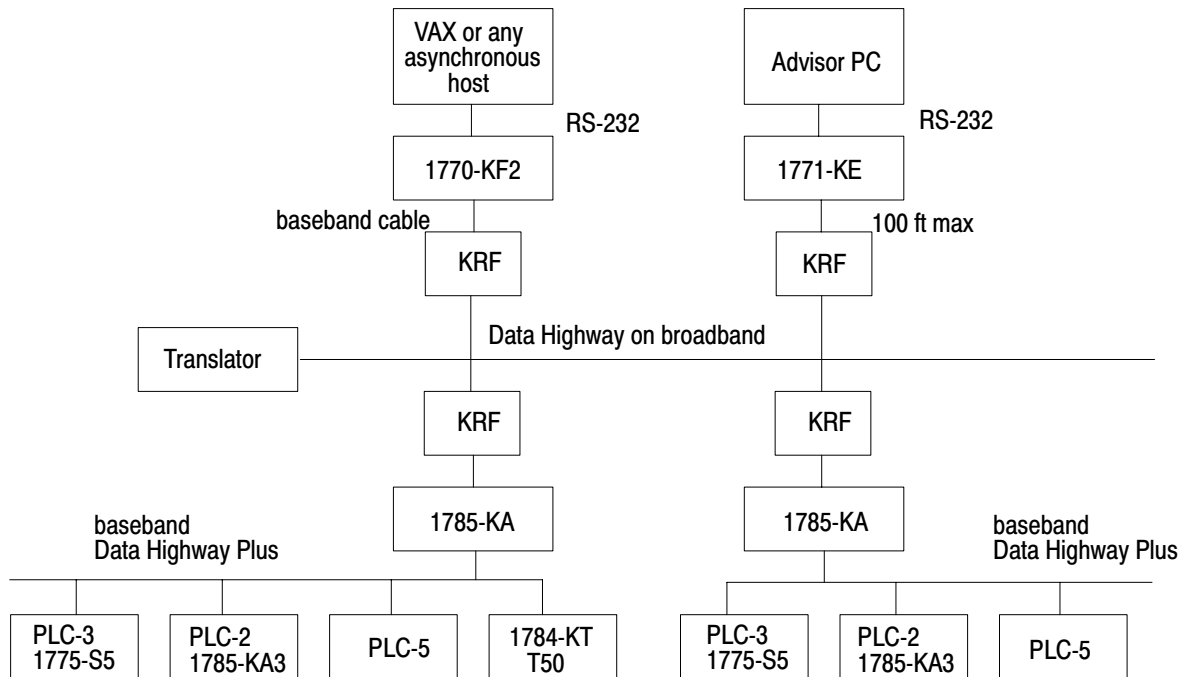 VAX or any
asynchronous
host
Advisor PC
RS-232
RS-232
1770-KF2
1771-KE
baseband cable
100 ft max
KRF
KRF
Data Highway on broadband
Translator
KRF
KRF
1785-KA
1785-KA
baseband
Data Highway Plus
baseband
Data Highway Plus
PLC-3
1775-S5
PLC-2
1785-KA3
PLC-5
1784-KT
T50
PLC-3
1775-S5
PLC-2
1785-KA3
PLC-5